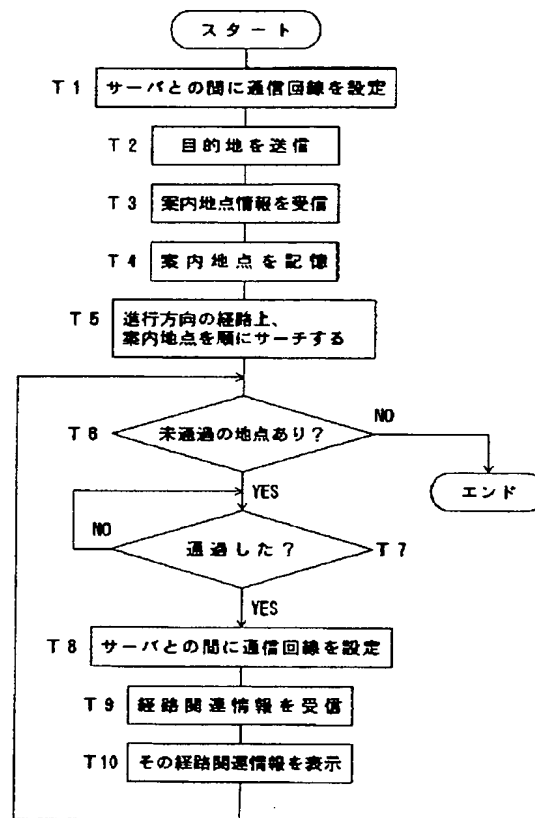 スタート
T1 サーバとの間に通信回線を設定
T2 目的地を送信
T3 案内地点情報を受信
T4 案内地点を記憶
T5 進行方向の経路上、
案内地点を順にサーチする
T6 未通過の地点あり？ NO
YES
エンド
NO
通過した？ T7
YES
T8 サーバとの間に通信回線を設定
T9 経路関連情報を受信
T10 その経路関連情報を表示